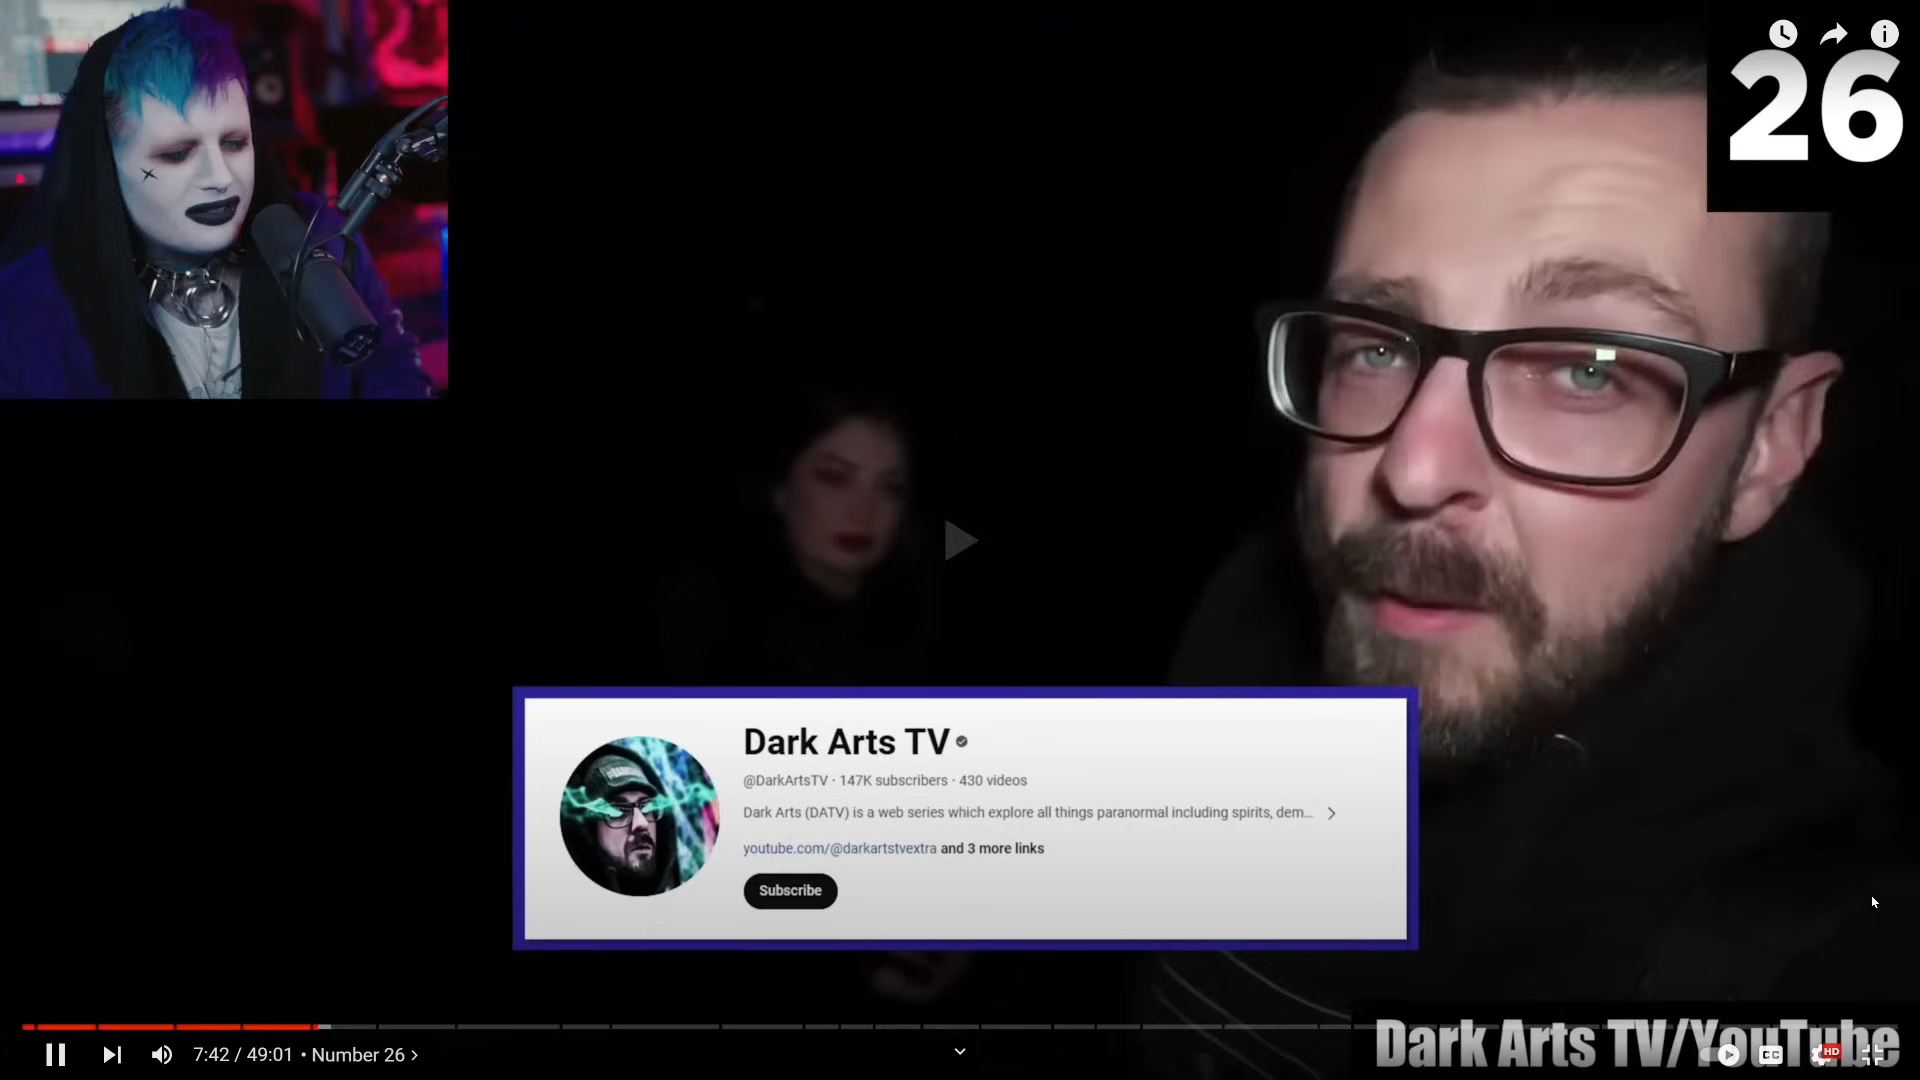 26
Dark Arts TV
@DarkArtsTV · 147K subscribers · 430 videos
Dark Arts (DATV) is a web series which explore all things paranormal including spirits, dem...
youtube.com/@darkartstvextra and 3 more links
Subscribe
7:42 / 49:01 • Number 26
Dark Arts TV/YouTube
CC
HD